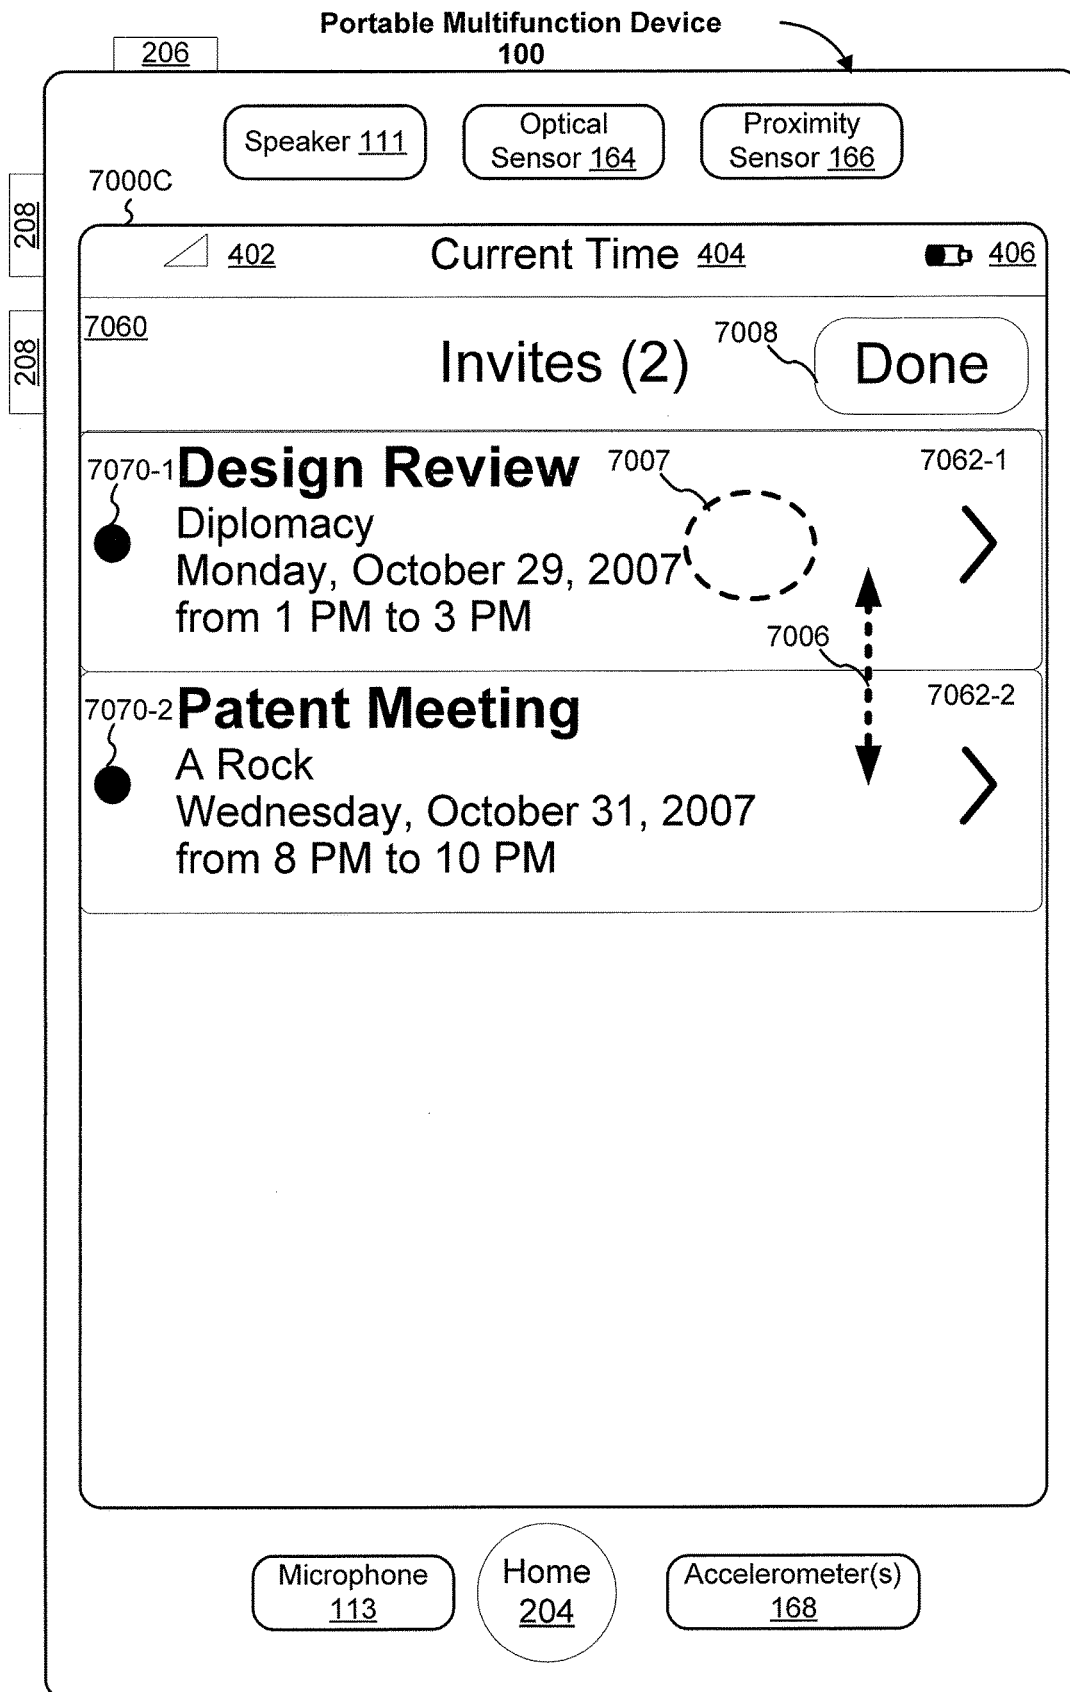 Portable Multifunction Device
100
206
Speaker 111
Optical
Sensor 164
Proximity
Sensor 166
208
7000C
402
Current Time 404
406
208
7060
Invites (2)
7008
Done
7070-1
Design Review
7007
7062-1
Diplomacy
Monday, October 29, 2007
from 1 PM to 3 PM
7006
7070-2
Patent Meeting
7062-2
A Rock
Wednesday, October 31, 2007
from 8 PM to 10 PM
Microphone
113
Home
204
Accelerometer(s)
168